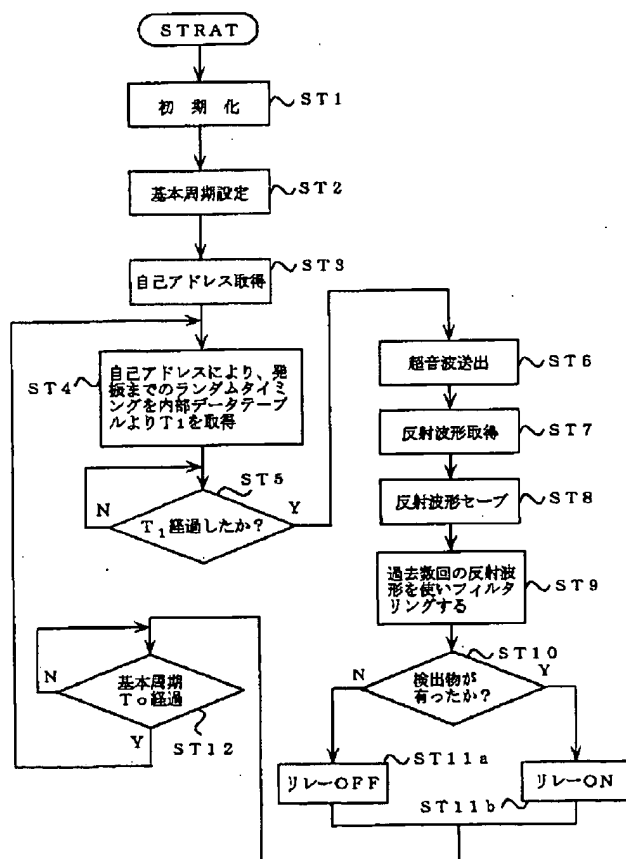 STRAT
初期化
ST1
基本周期設定
ST2
自己アドレス取得
ST3
自己アドレスにより、発
振までのランダムタイミ
ングを内部データテーブ
ルよりT1を取得
ST4
T1経過したか?
N
Y
ST5
超音波送出
ST6
反射波形取得
ST7
反射波形セーブ
ST8
過去数回の反射波
形を使いフィルタ
リングする
ST9
検出物が
有ったか?
N
Y
ST10
リレーOFF
ST11a
リレーON
ST11b
基本周期
To経過
N
Y
ST12